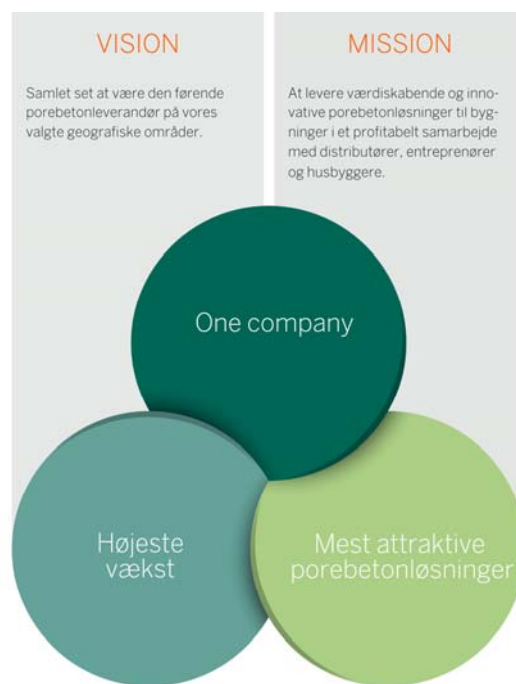 VISION
Samlet set at være den førende
porebetonleverandør på vores
valgte geografiske områder.
MISSION
At levere værdiskabende og inno-
vative porebetonløsninger til byg-
ninger i et profitabelt samarbejde
med distributører, entreprenører
og husbyggere.
One company
Højeste
vækst
Mest attraktive
porebetonløsninger